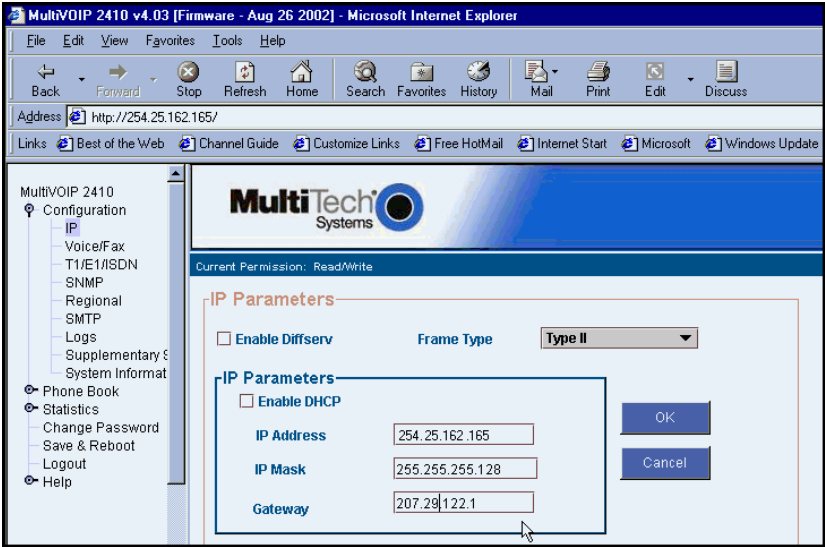 MultiVOIP 2410 v4.03 [Firmware - Aug 26 2002] - Microsoft Internet Explorer
File Edit View Favorites Tools Help
Back Forward Stop Refresh Home Search Favorites History Mail Print Edit Discuss
Address http://254.25.162.165/
Links Best of the Web Channel Guide Customize Links Free HotMail Internet Start Microsoft Windows Update
MultiVOIP 2410
Configuration
IP
Voice/Fax
T1/E1/ISDN
SNMP
Regional
SMTP
Logs
Supplementary S
System Informat
Phone Book
Statistics
Change Password
Save & Reboot
Logout
Help
MultiTech
Systems
Current Permission: Read/Write
IP Parameters
Enable Diffserv Frame Type Type II
IP Parameters
Enable DHCP
IP Address 254.25.162.165
IP Mask 255.255.255.128
Gateway 207.29.122.1
OK
Cancel